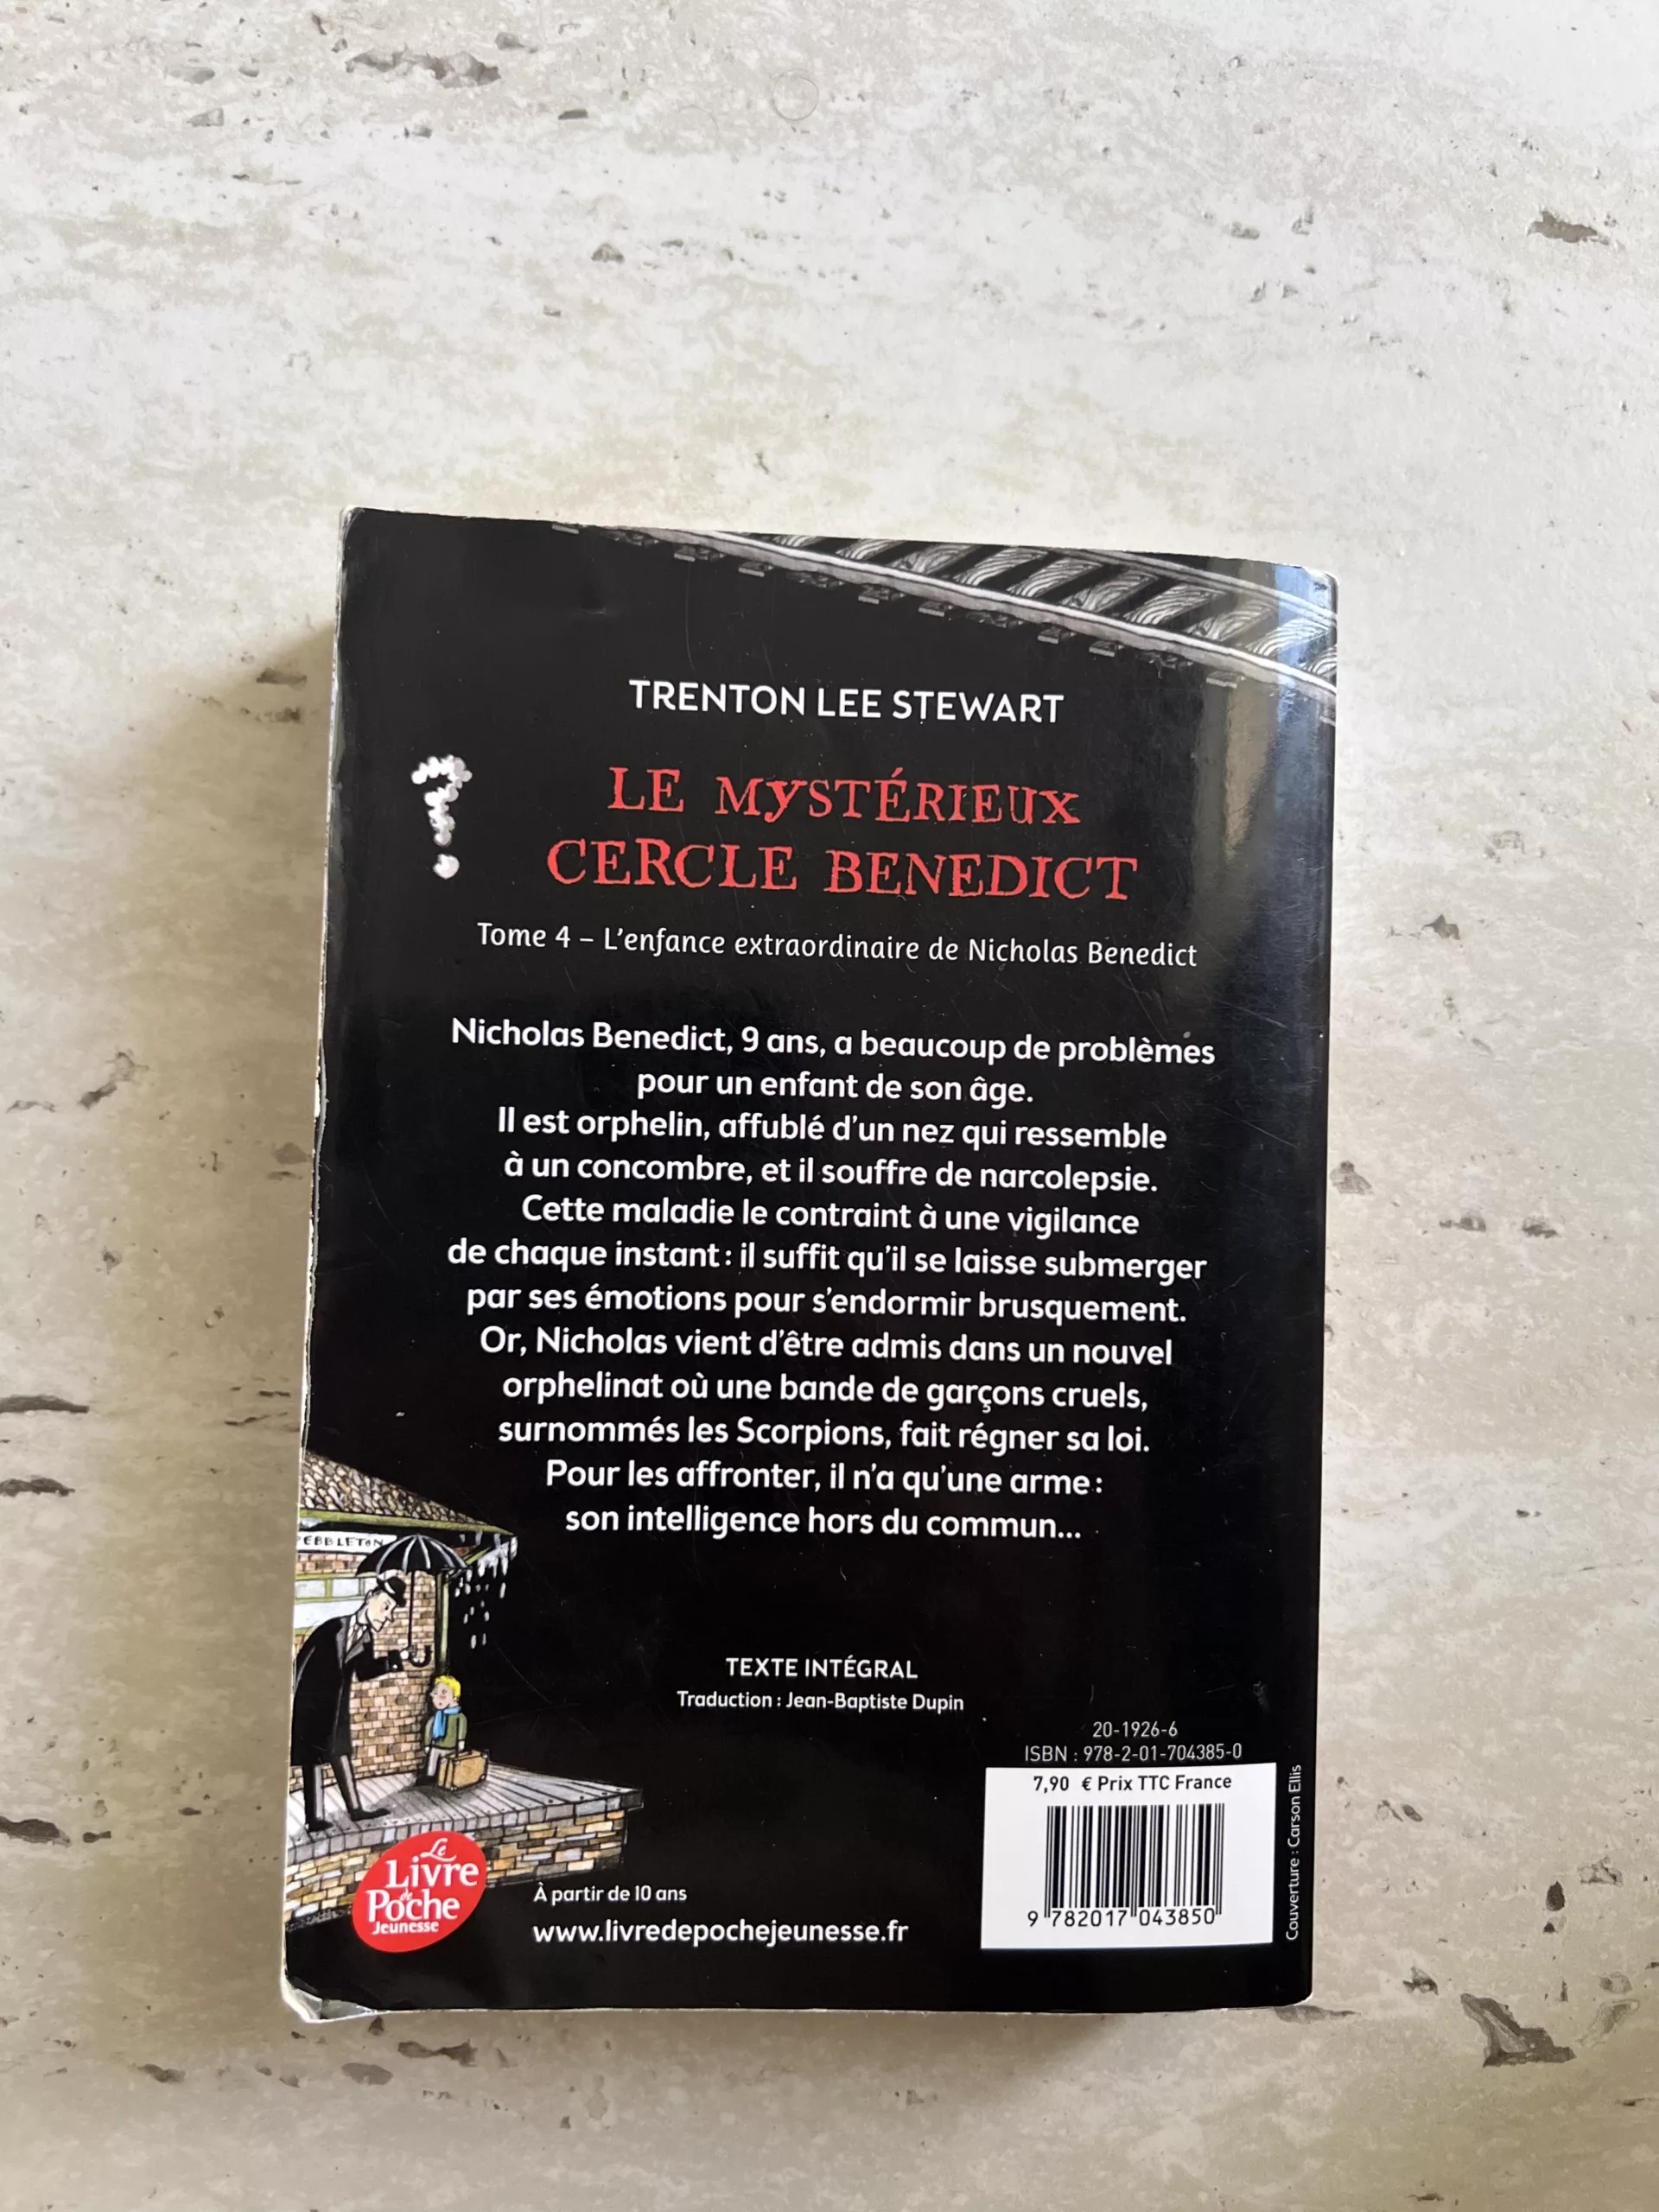 TRENTON LEE STEWART
LE MYSTÉRIEUX
CERCLE BENEDICT
Tome 4 – L'enfance extraordinaire de Nicholas Benedict
Nicholas Benedict, 9 ans, a beaucoup de problèmes
pour un enfant de son âge.
Il est orphelin, affublé d'un nez qui ressemble
à un concombre, et il souffre de narcolepsie.
Cette maladie le contraint à une vigilance
de chaque instant : il suffit qu'il se laisse submerger
par ses émotions pour s'endormir brusquement.
Or, Nicholas vient d'être admis dans un nouvel
orphelinat où une bande de garçons cruels,
surnommés les Scorpions, fait régner sa loi.
Pour les affronter, il n'a qu'une arme :
son intelligence hors du commun...
EBBLETON
TEXTE INTÉGRAL
Traduction : Jean-Baptiste Dupin
20-1926-6
ISBN : 978-2-01-704385-0
7,90 € Prix TTC France
9 782017 043850
Couverture : Carson Ellis
Le
Livre
de
Poche
Jeunesse
À partir de 10 ans
www.livredepochejeunesse.fr